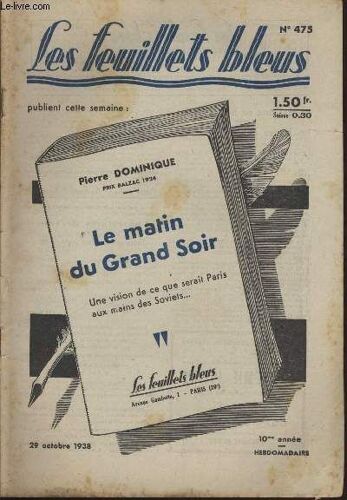 Le-livre.com
N° 475
Les feuillets bleus
publient cette semaine :
1.50 fr.
Suisse 0.30
Pierre DOMINIQUE
PRIX BALZAC 1924
Le matin
du Grand Soir
Une vision de ce que serait Paris
aux mains des Soviets...
Les feuillets bleus
Avenue Gambetta, 1 - PARIS (20e)
29 octobre 1938
10me année
HEBDOMADAIRE